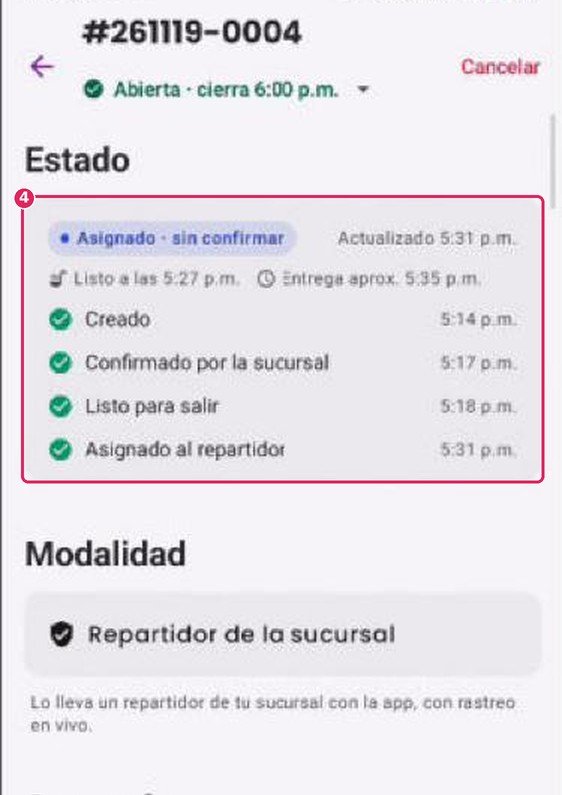 #261119-0004
Cancelar
Abierta · cierra 6:00 p.m.
Estado
4
Asignado · sin confirmar
Actualizado 5:31 p.m.
Listo a las 5:27 p.m.
Entrega aprox. 5:35 p.m.
Creado
5:14 p.m.
Confirmado por la sucursal
5:17 p.m.
Listo para salir
5:18 p.m.
Asignado al repartidor
5:31 p.m.
Modalidad
Repartidor de la sucursal
Lo lleva un repartidor de tu sucursal con la app, con rastreo
en vivo.